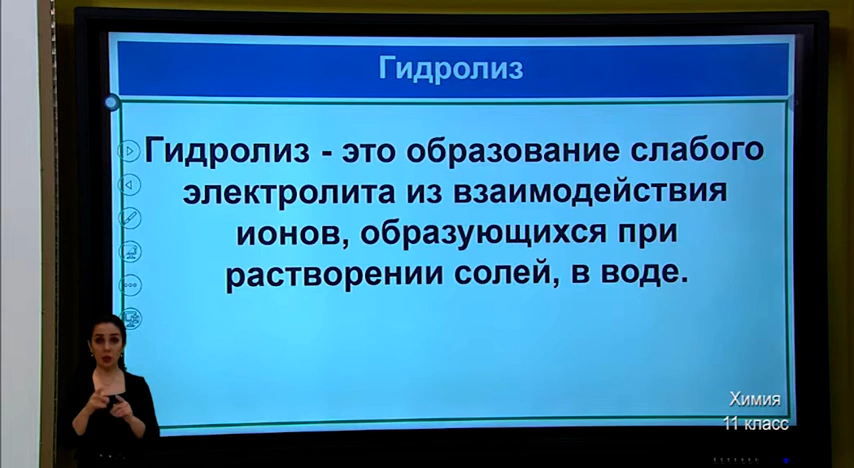 Гидролиз
Гидролиз - это образование слабого
электролита из взаимодействия
ионов, образующихся при
растворении солей, в воде.
Химия
11 класс